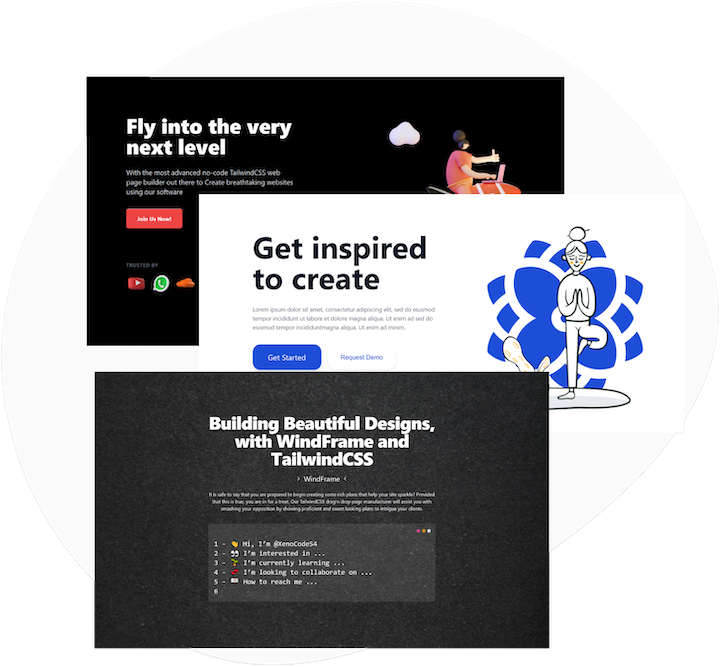 Fly into the very
next level
With the most advanced no-code TailwindCSS web
page builder out there to Create breathtaking websites
using our software
Join Us Now!
TRUSTED BY
Get inspired
to create
Lorem ipsum dolor sit amet, consectetur adipiscing elit, sed do eiusmod
tempor incididunt ut labore et dolore magna aliqua. Ut enim ad sed do
eiusmod tempor incididuntmagna aliqua. Ut enim ad minim.
Get Started
Request Demo
Building Beautiful Designs,
with WindFrame and
TailwindCSS
› WindFrame ‹
It is safe to say that you are prepared to begin creating some rich plans that help your site sparkle! Provided
that this is true, you are in for a treat. Our TailwindCSS drag'n drop page manufacturer will assist you with
smashing your opposition by showing proficient and sweet looking plans to intrigue your clients.
1 - 👋 Hi, I'm @XenoCode54
2 - 👀 I'm interested in ...
3 - 🌱 I'm currently learning ...
4 - 💞 I'm looking to collaborate on ...
5 - 📖 How to reach me ...
6